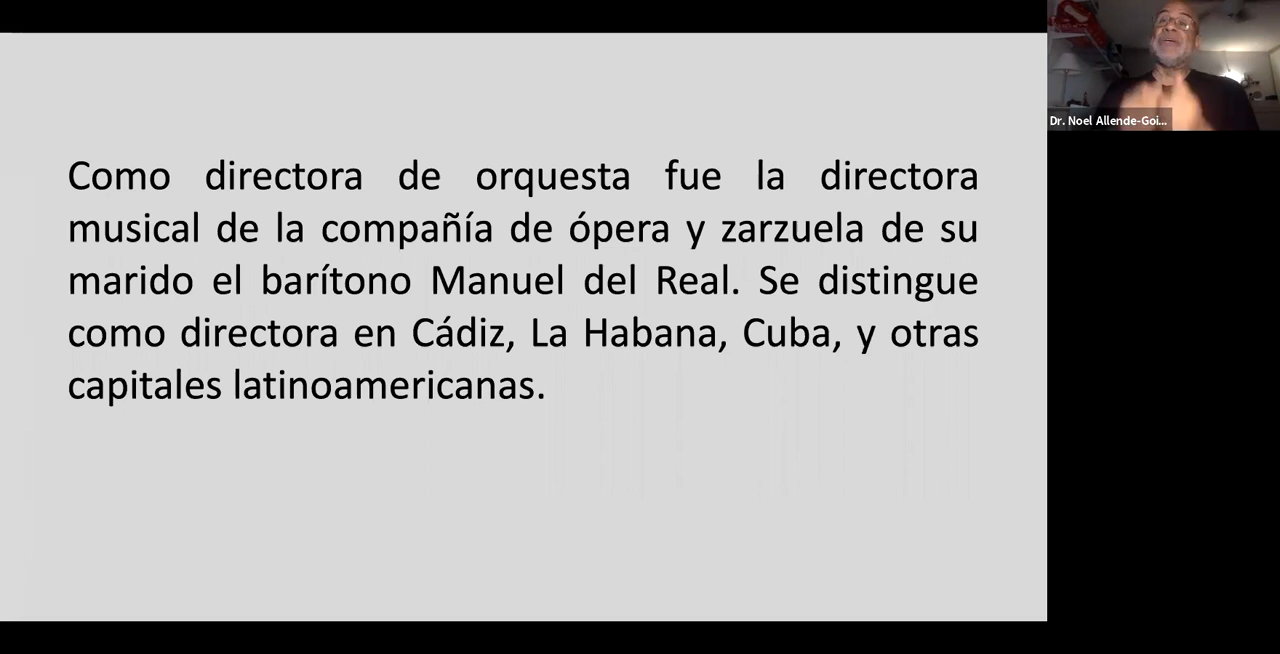 Como directora de orquesta fue la directora
musical de la compañía de ópera y zarzuela de su
marido el barítono Manuel del Real. Se distingue
como directora en Cádiz, La Habana, Cuba, y otras
capitales latinoamericanas.
Dr. Noel Allende-Goi...